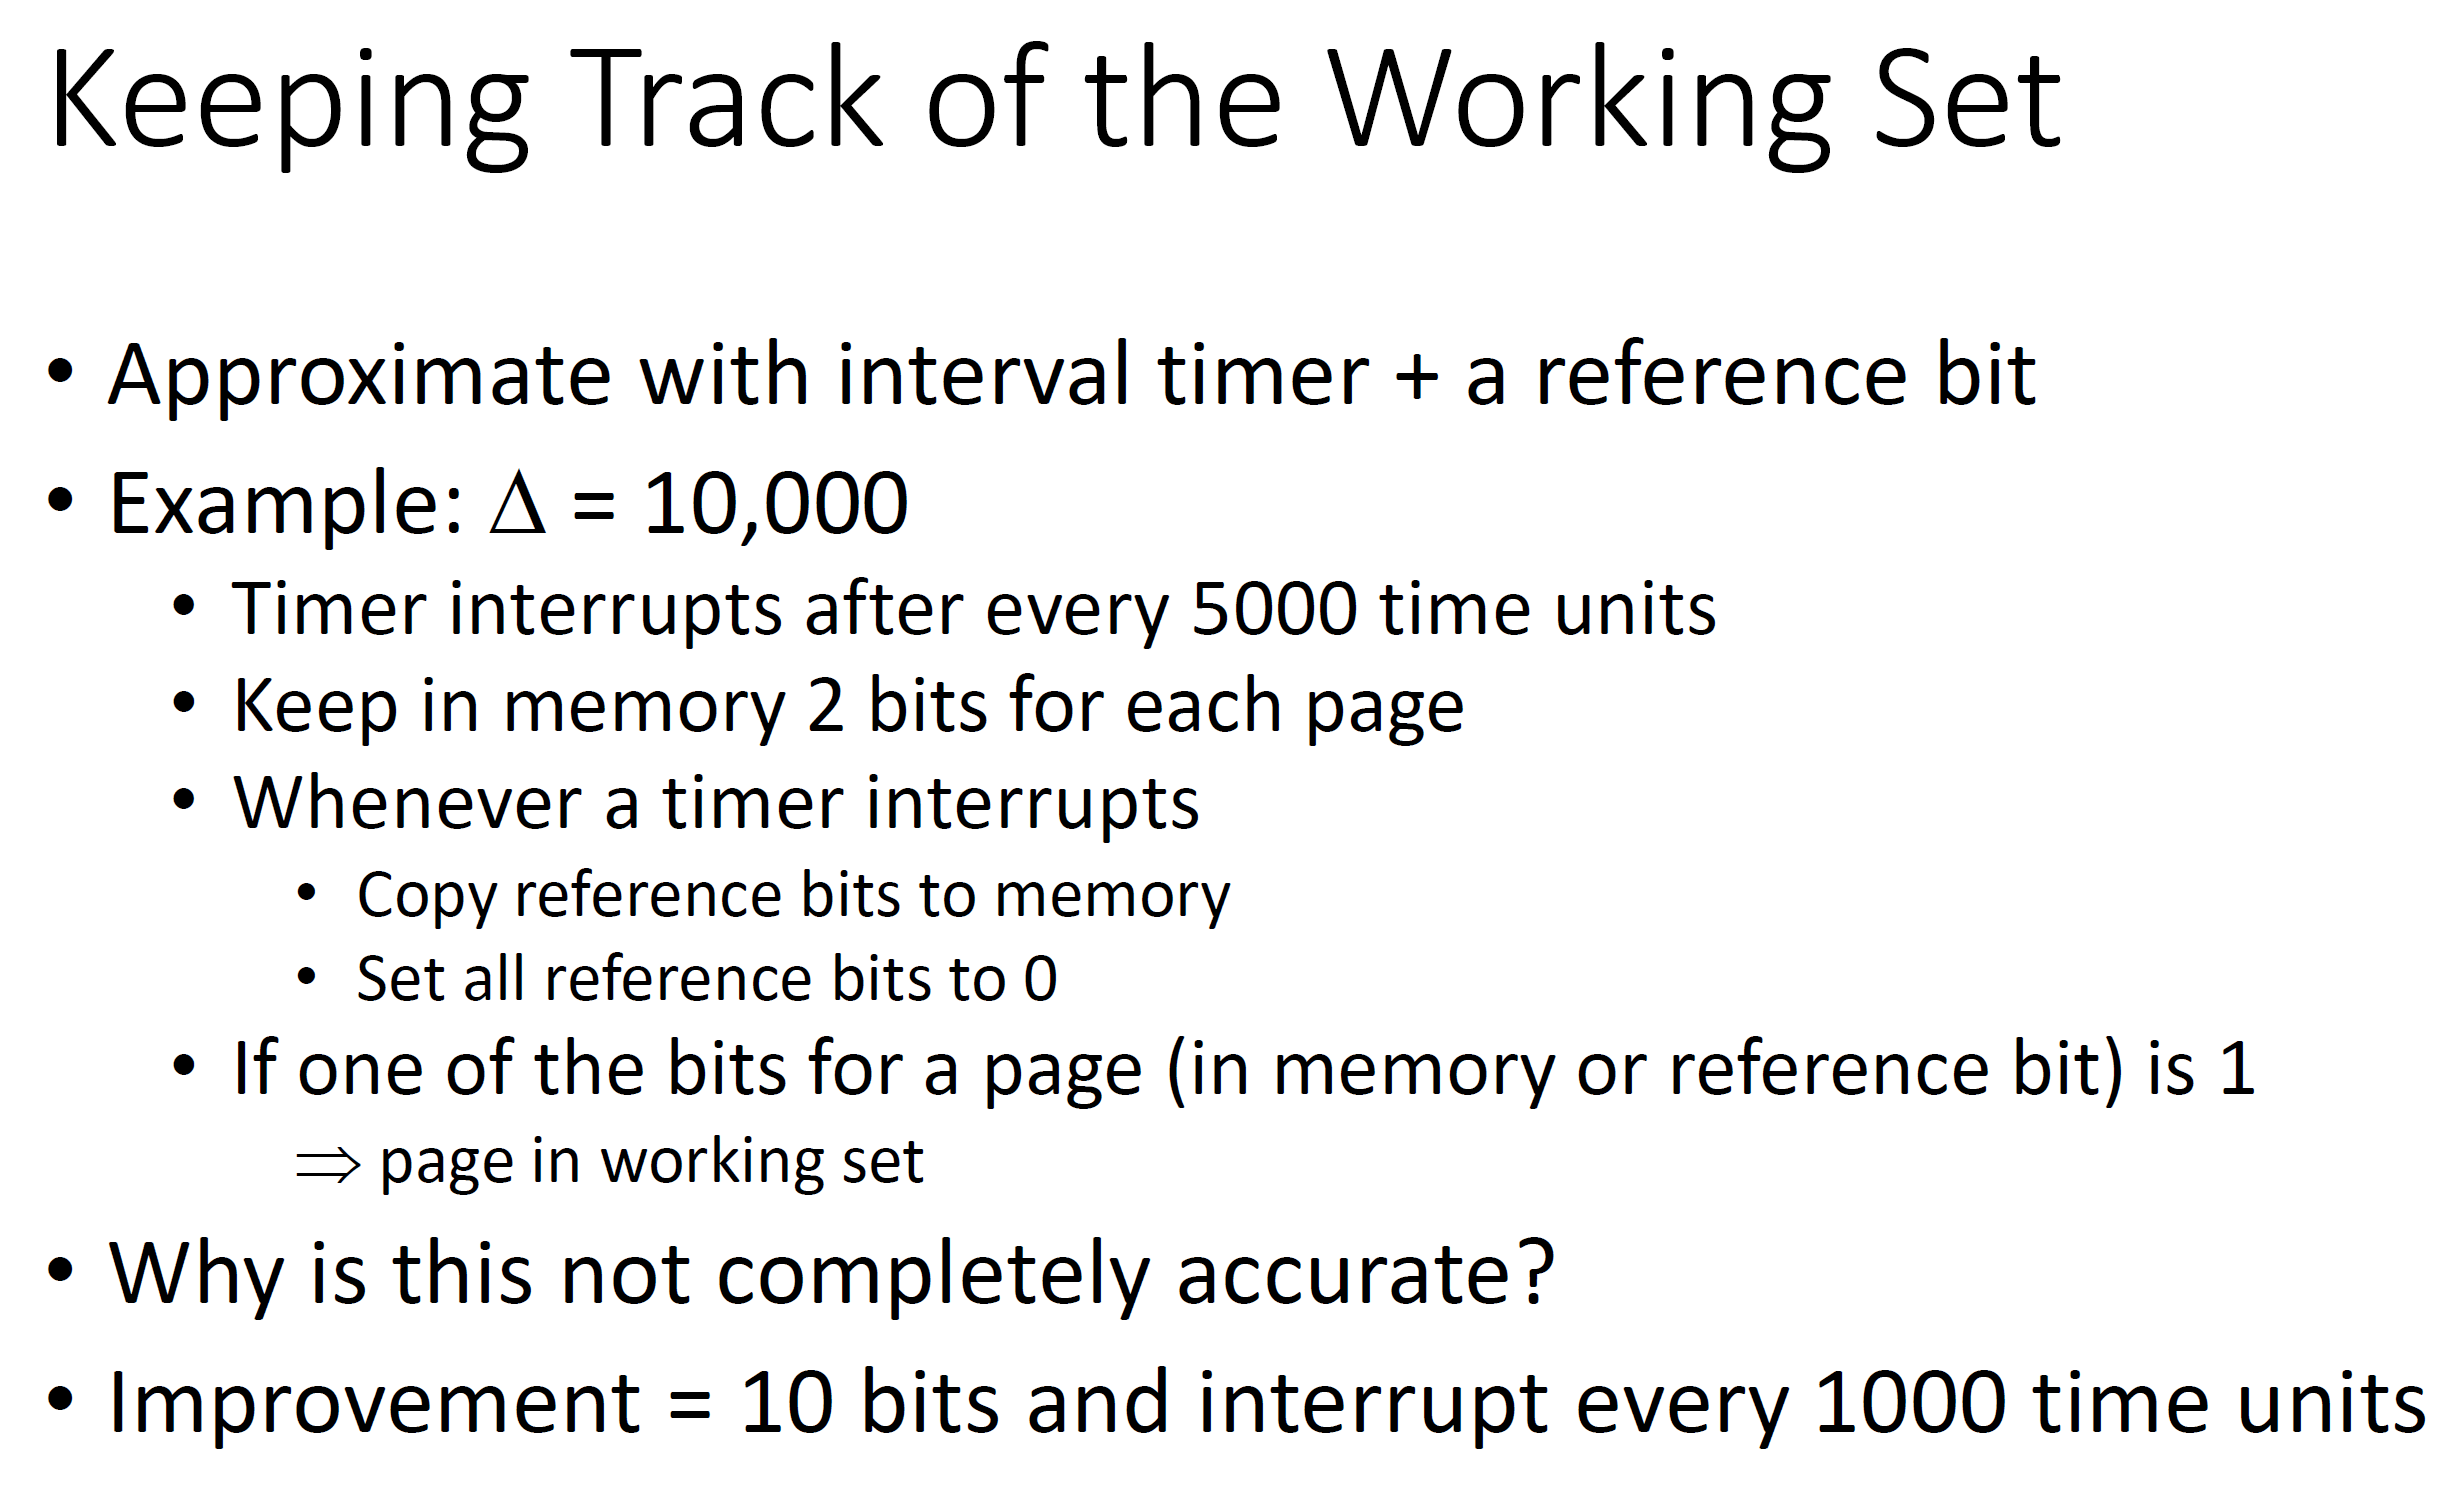 Keeping Track of the Working Set
• Approximate with interval timer + a reference bit
• Example: Δ = 10,000
• Timer interrupts after every 5000 time units
• Keep in memory 2 bits for each page
• Whenever a timer interrupts
• Copy reference bits to memory
• Set all reference bits to 0
• If one of the bits for a page (in memory or reference bit) is 1
⇒ page in working set
• Why is this not completely accurate?
• Improvement = 10 bits and interrupt every 1000 time units